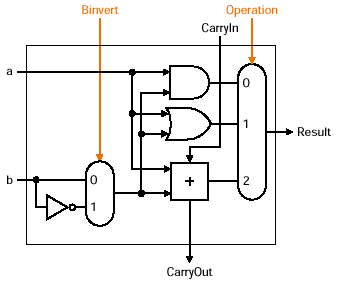 Binvert
Operation
CarryIn
a
0
1
Result
b
0
1
+
2
CarryOut